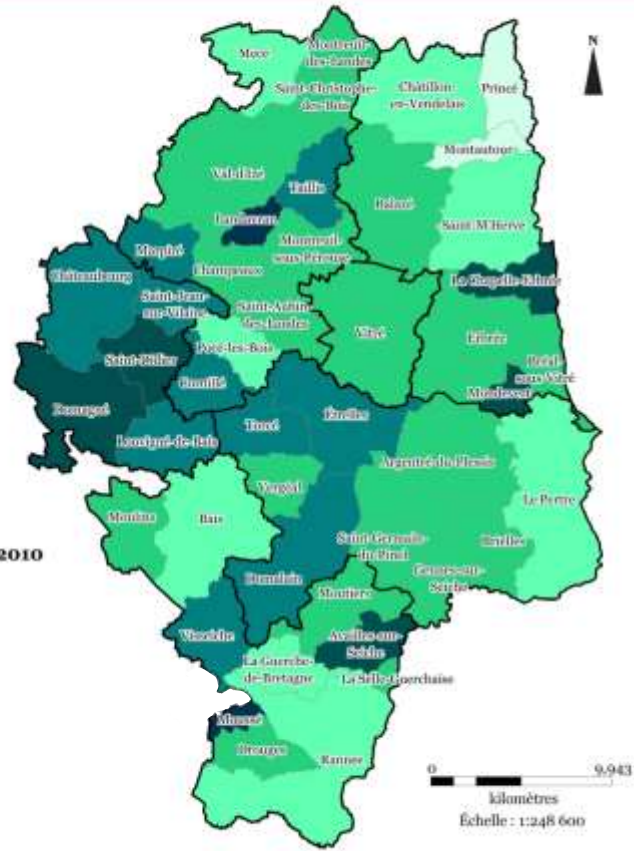 Mecé
Montreuil-
des-Landes
Saint-Christophe-
des-Bois
Châtillon-
en-Vendelais
Princé
N
Montautour
Val-d'Izé
Taillis
Balazé
Landavran
Saint-M'Hervé
Montreuil-
sous-Pérouse
Marpiré
Champeaux
Châteaubourg
La Chapelle-Erbrée
Saint-Jean-
sur-Vilaine
Saint-Aubin-
des-Landes
Vitré
Erbrée
Pocé-les-Bois
Saint-Didier
Bréal-
sous-Vitré
Cornillé
Mondevert
Domagné
Torcé
Étrelles
Louvigné-de-Bais
Argentré-du-Plessis
Vergéal
Le Pertre
Moulins
Bais
Saint-Germain-
du-Pinel
Brielles
2010
Gennes-sur-
Seiche
Domalain
Moutiers
Visseiche
Availles-sur-
Seiche
La Guerche-
de-Bretagne
La Selle-Guerchaise
Moussé
Drouges
Rannée
0 9.943
kilomètres
Échelle : 1:248 600